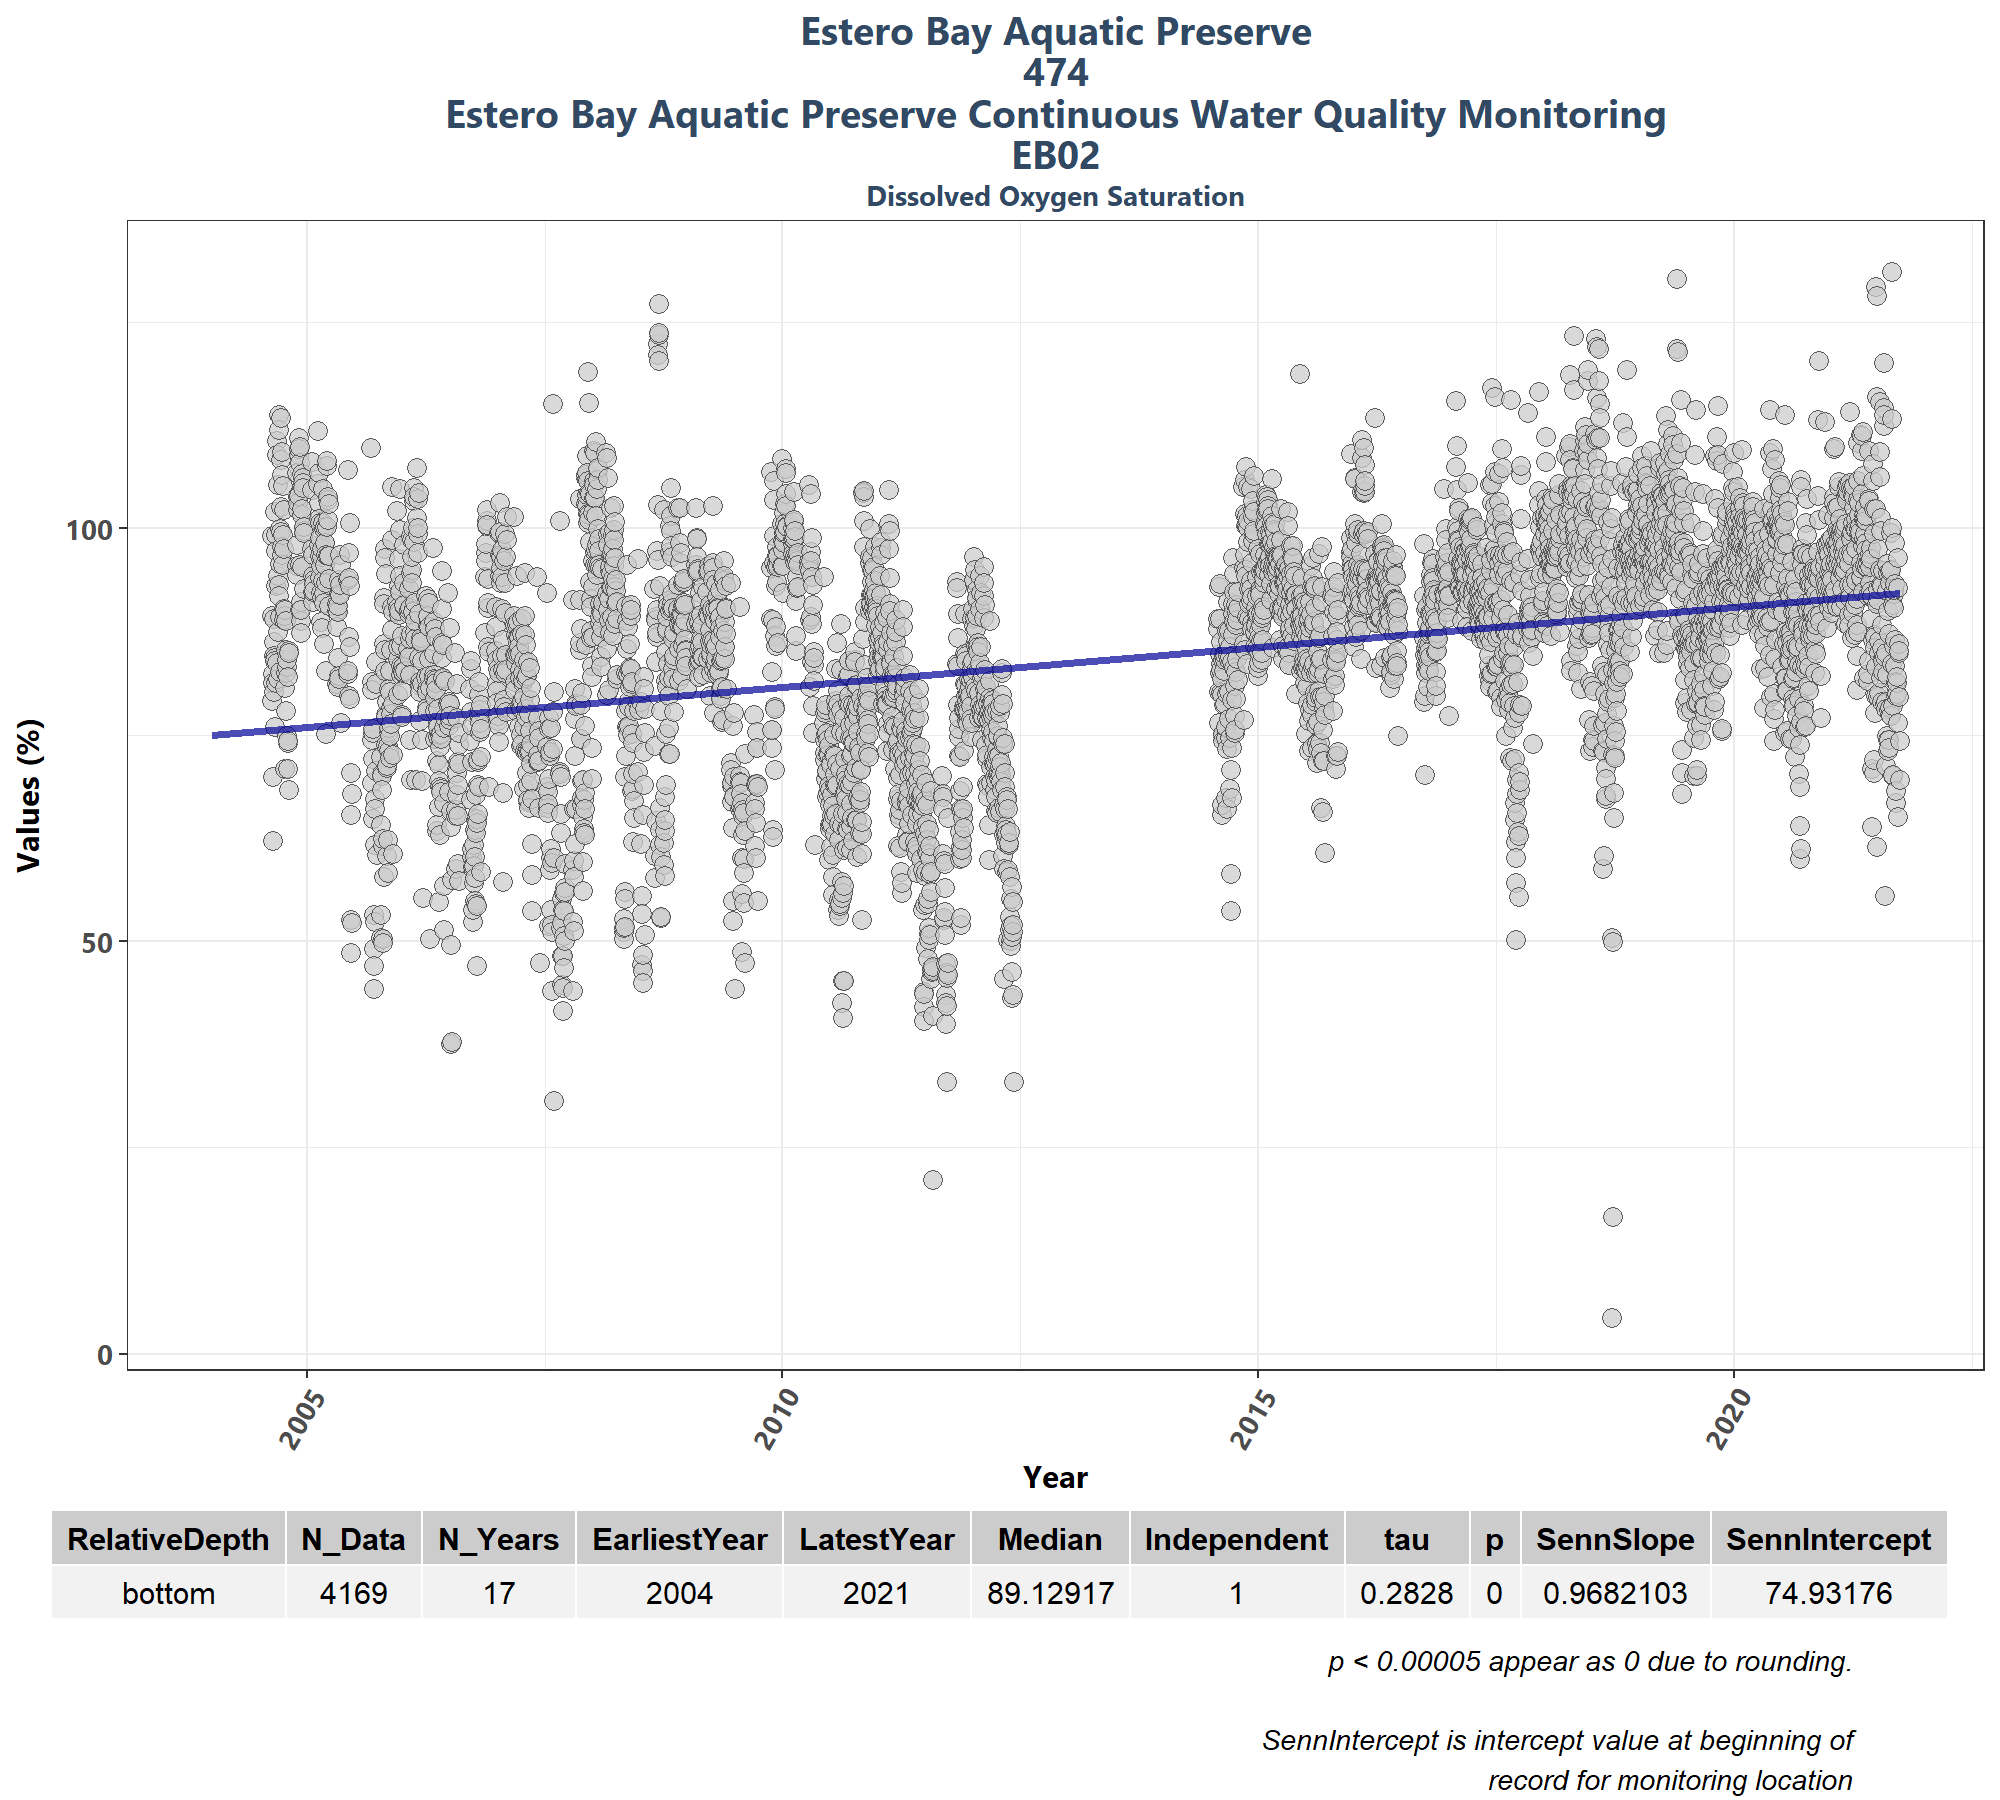 Estero Bay Aquatic Preserve
474
Estero Bay Aquatic Preserve Continuous Water Quality Monitoring
EB02
Dissolved Oxygen Saturation
Values (%)
100
50
0
2005 2010 2015 2020
Year
RelativeDepth N_Data N_Years EarliestYear LatestYear Median Independent tau p SennSlope SennIntercept
bottom 4169 17 2004 2021 89.12917 1 0.2828 0 0.9682103 74.93176
p < 0.00005 appear as 0 due to rounding.
SennIntercept is intercept value at beginning of
record for monitoring location